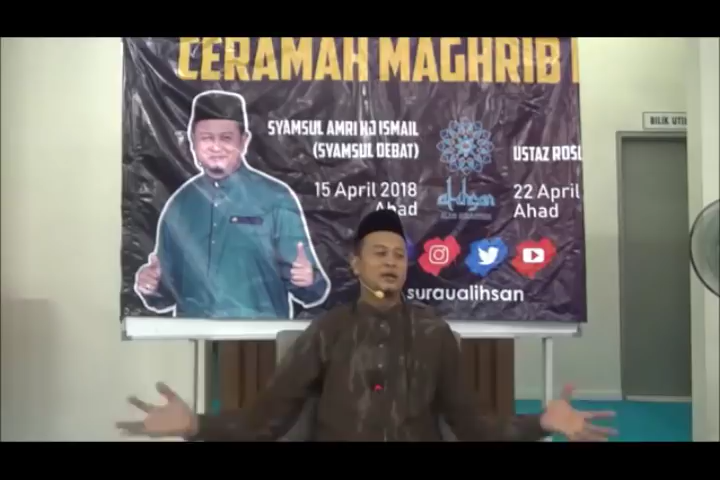 CERAMAH MAGHRIB
SYAMSUL AMRI HJ ISMAIL
(SYAMSUL DEBAT)
15 April 2018
Ahad
al-ihsan
USTAZ ROSL
22 April
Ahad
suraualihsan
BILIK UTI